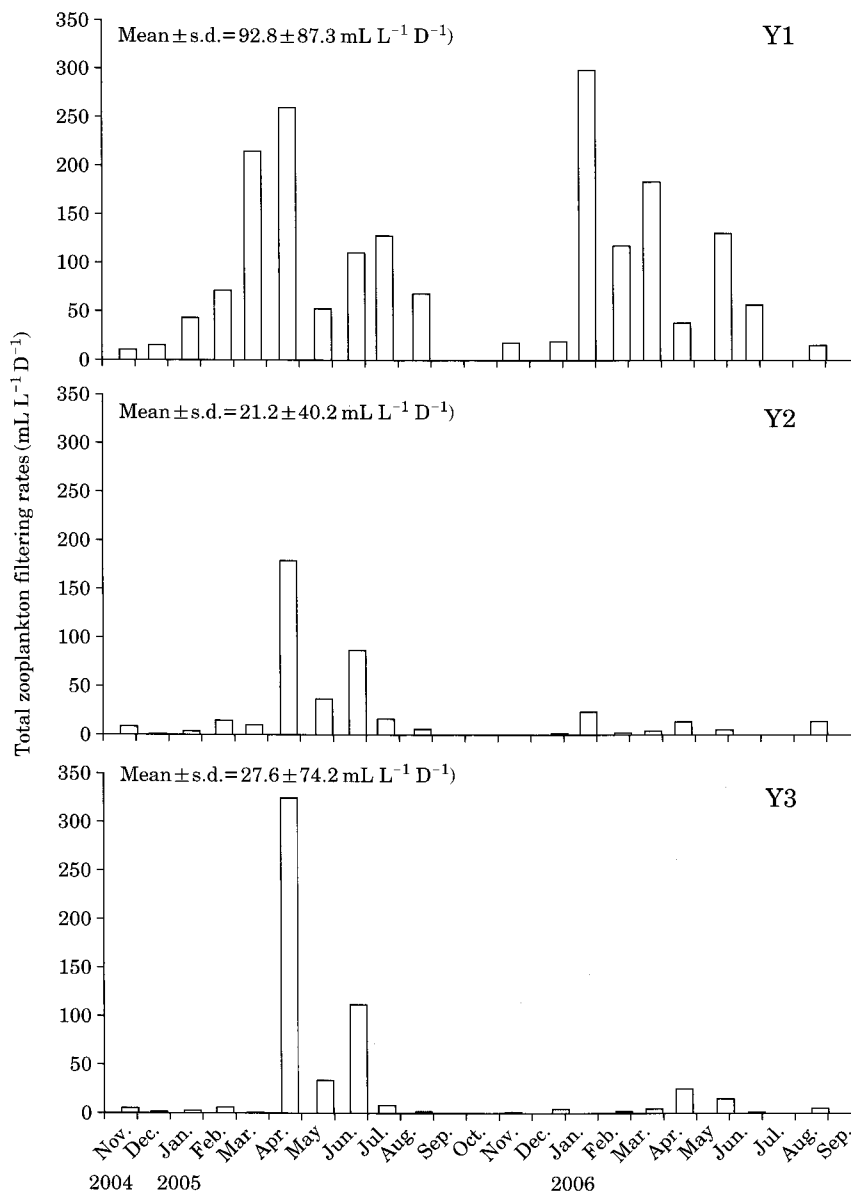 Total zooplankton filtering rates (mL L⁻¹ D⁻¹)
Mean ± s.d. = 92.8 ± 87.3 mL L⁻¹ D⁻¹)
Y1
350
300
250
200
150
100
50
0
Mean ± s.d. = 21.2 ± 40.2 mL L⁻¹ D⁻¹)
Y2
350
300
250
200
150
100
50
0
Mean ± s.d. = 27.6 ± 74.2 mL L⁻¹ D⁻¹)
Y3
350
300
250
200
150
100
50
0
Nov. Dec. Jan. Feb. Mar. Apr. May Jun. Jul. Aug. Sep. Oct. Nov. Dec. Jan. Feb. Mar. Apr. May Jun. Jul. Aug. Sep.
2004 2005 2006